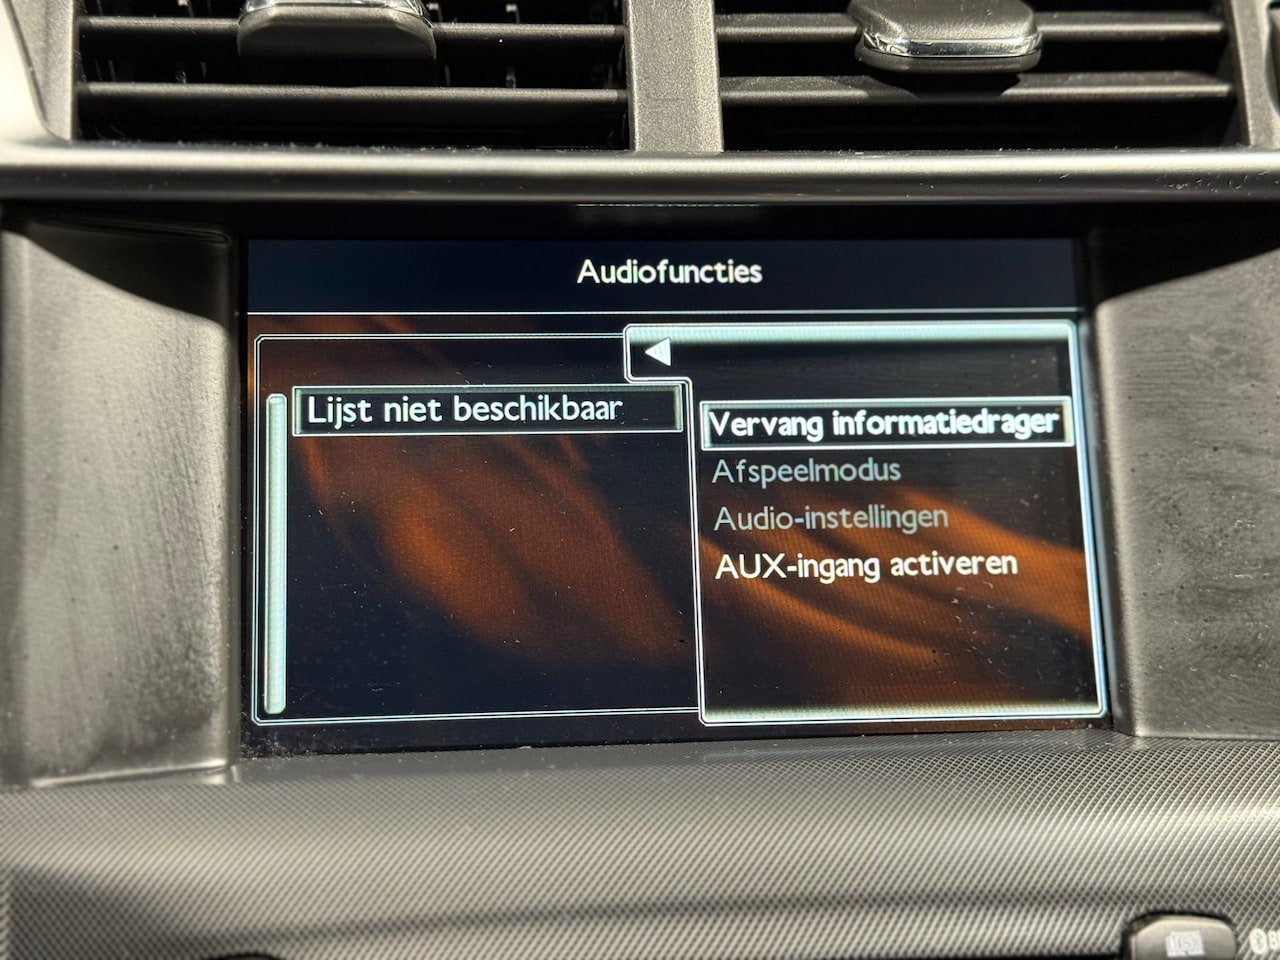 Audiofuncties
Lijst niet beschikbaar
Vervang informatiedrager
Afspeelmodus
Audio-instellingen
AUX-ingang activeren